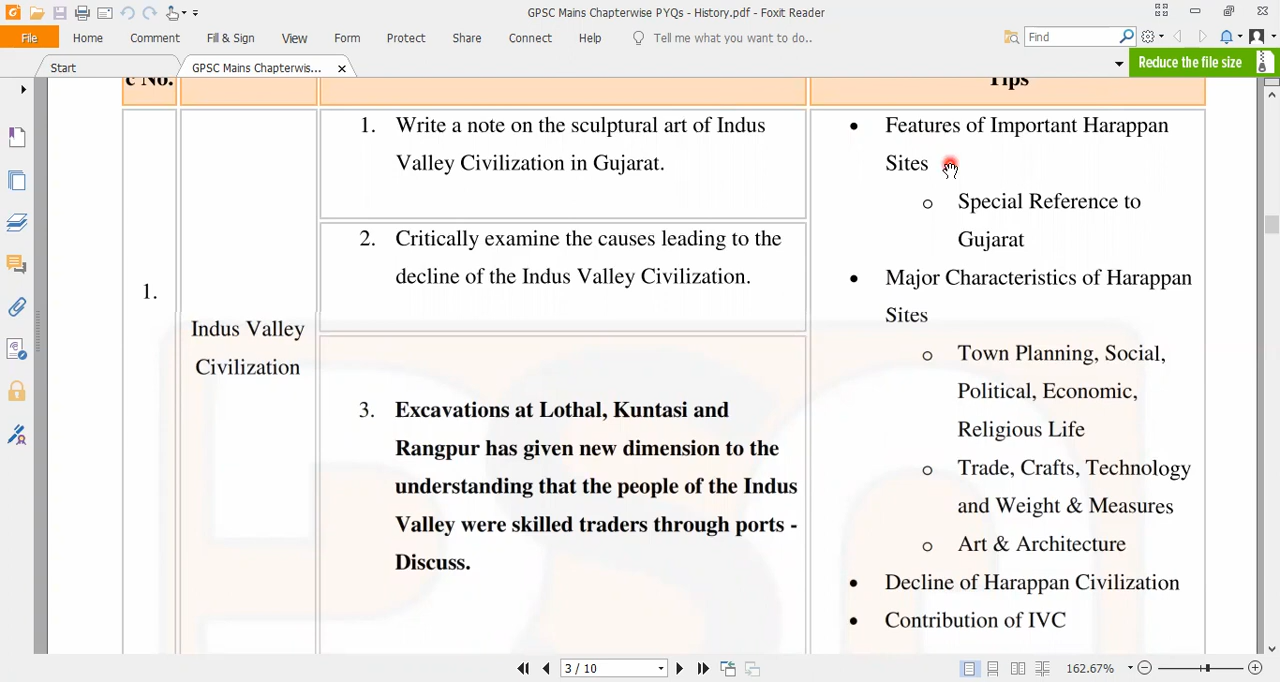 GPSC Mains Chapterwise PYQs - History.pdf - Foxit Reader
File Home Comment Fill & Sign View Form Protect Share Connect Help Tell me what you want to do.. Find
Start GPSC Mains Chapterwis... Reduce the file size
c No. Tips
1.
Indus Valley
Civilization
1. Write a note on the sculptural art of Indus
Valley Civilization in Gujarat.
2. Critically examine the causes leading to the
decline of the Indus Valley Civilization.
3. Excavations at Lothal, Kuntasi and
Rangpur has given new dimension to the
understanding that the people of the Indus
Valley were skilled traders through ports -
Discuss.
• Features of Important Harappan
Sites
o Special Reference to
Gujarat
• Major Characteristics of Harappan
Sites
o Town Planning, Social,
Political, Economic,
Religious Life
o Trade, Crafts, Technology
and Weight & Measures
o Art & Architecture
• Decline of Harappan Civilization
• Contribution of IVC
3 / 10 162.67%